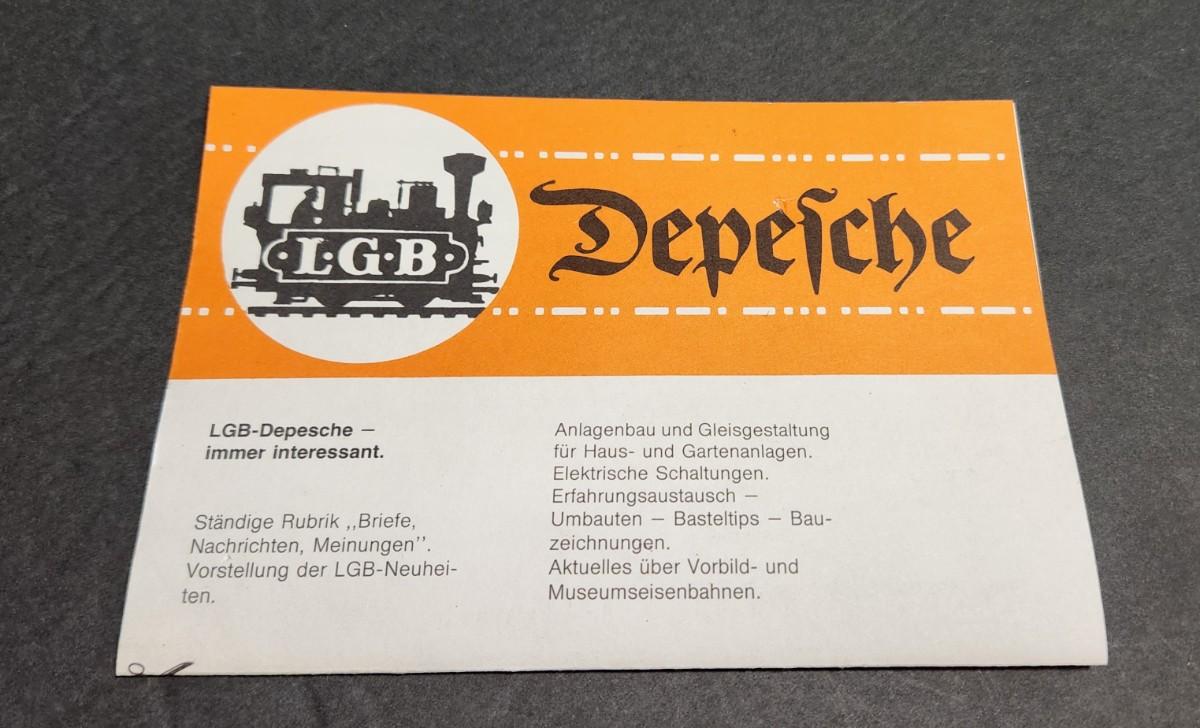 L·G·B
Depeſche
LGB-Depesche –
immer interessant.
Ständige Rubrik ,,Briefe,
Nachrichten, Meinungen’’.
Vorstellung der LGB-Neuhei-
ten.
Anlagenbau und Gleisgestaltung
für Haus- und Gartenanlagen.
Elektrische Schaltungen.
Erfahrungsaustausch –
Umbauten – Basteltips – Bau-
zeichnungen.
Aktuelles über Vorbild- und
Museumseisenbahnen.